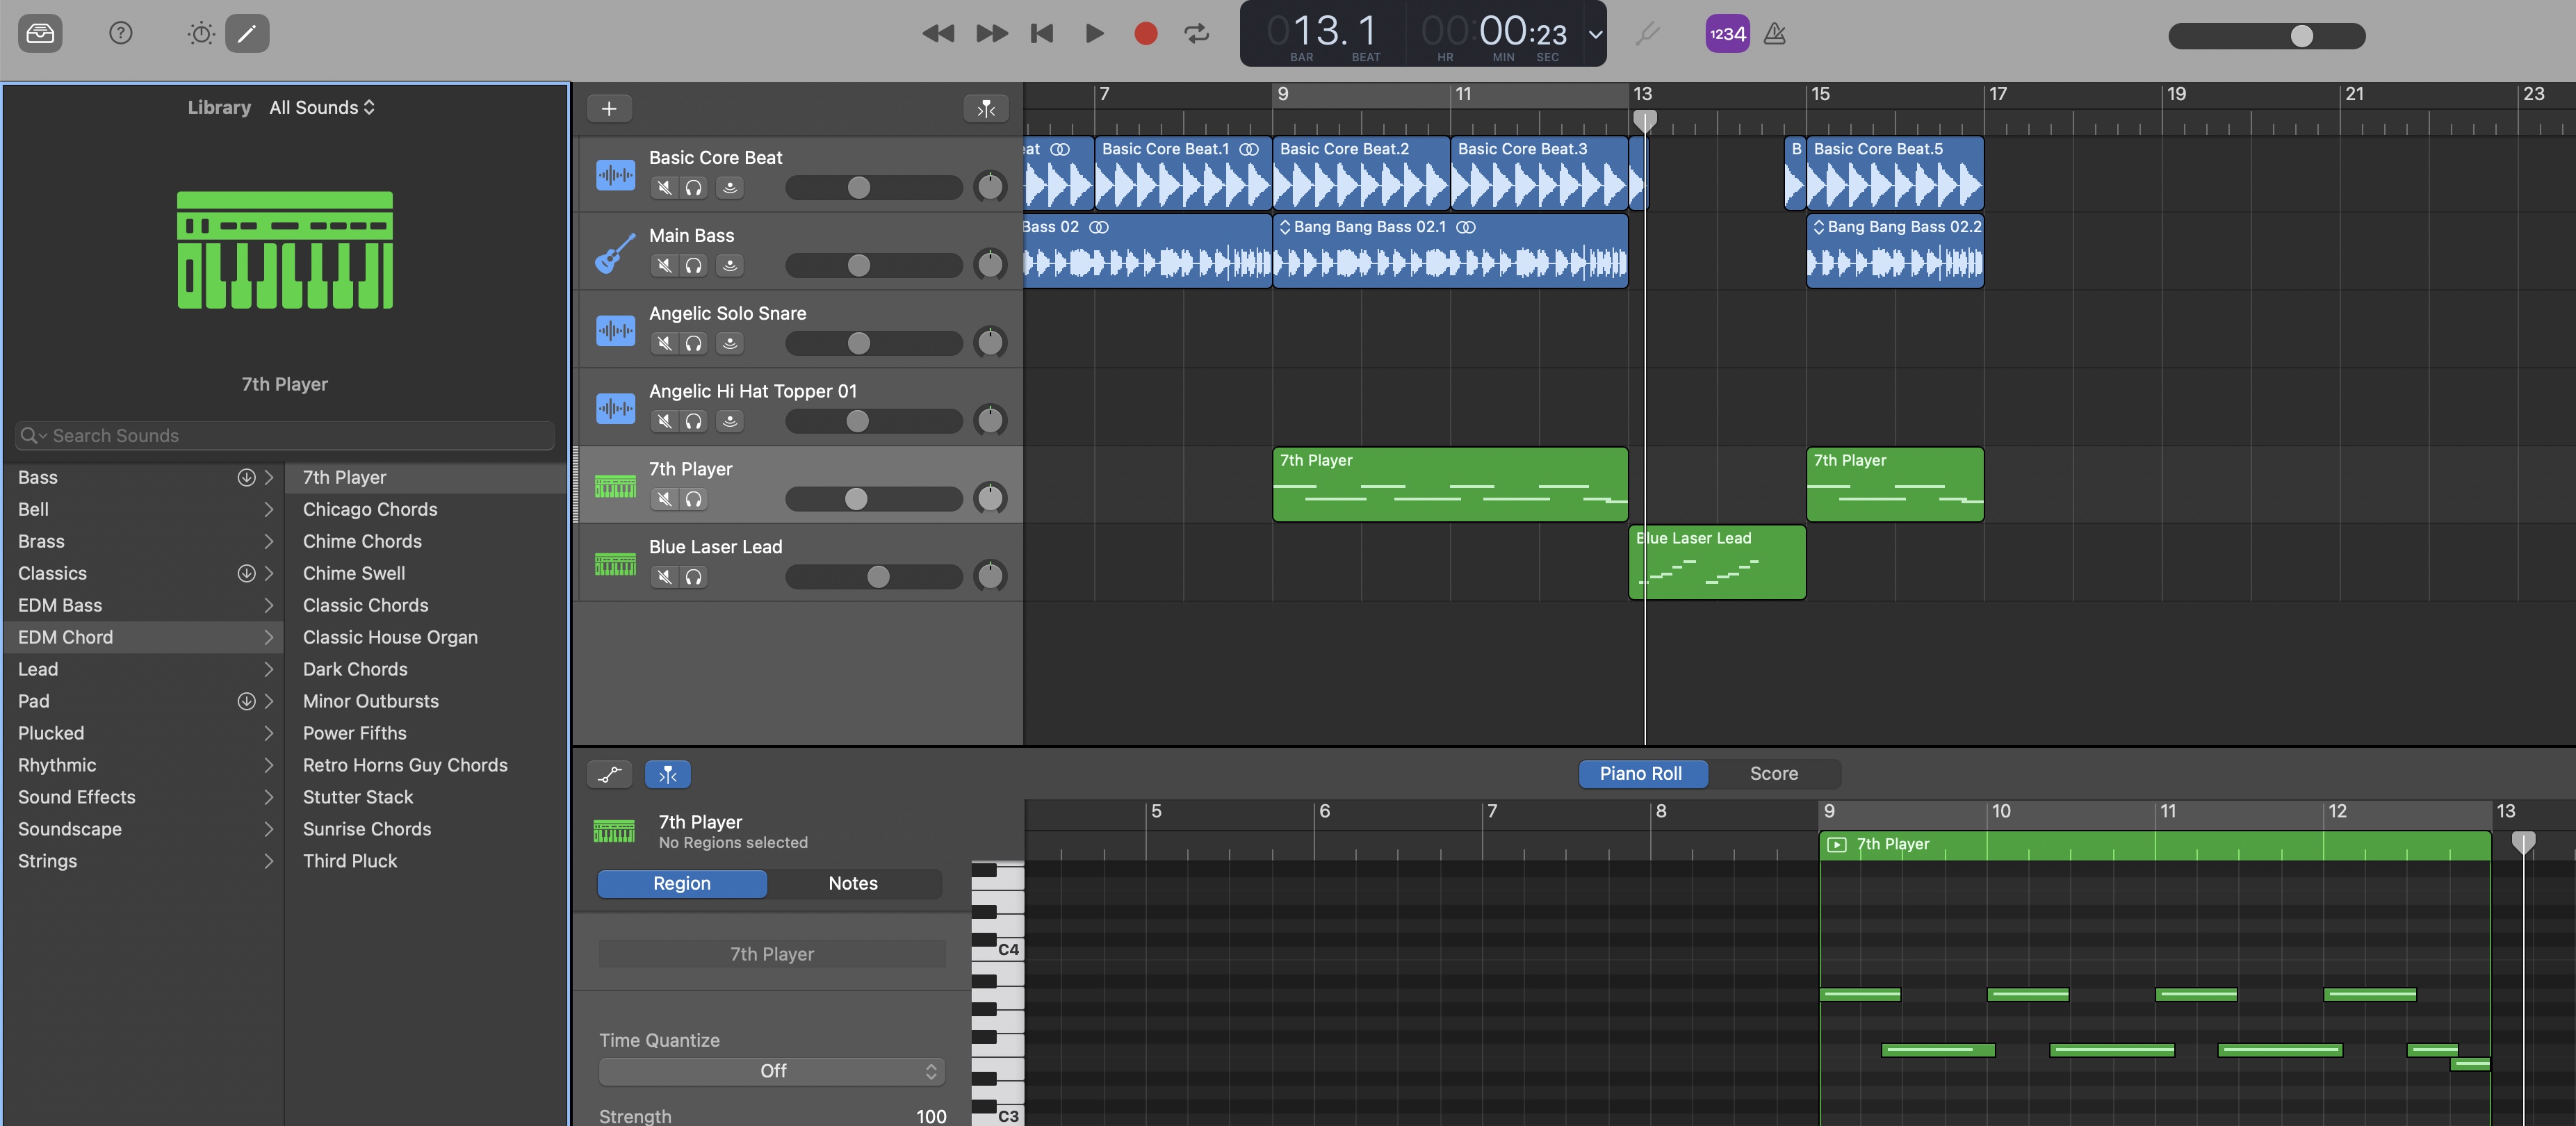 ?
013. 1
00:00:23
BAR BEAT HR MIN SEC
1234
Library All Sounds
7th Player
Search Sounds
Bass
Bell
Brass
Classics
EDM Bass
EDM Chord
Lead
Pad
Plucked
Rhythmic
Sound Effects
Soundscape
Strings
7th Player
Chicago Chords
Chime Chords
Chime Swell
Classic Chords
Classic House Organ
Dark Chords
Minor Outbursts
Power Fifths
Retro Horns Guy Chords
Stutter Stack
Sunrise Chords
Third Pluck
+
7 9 11 13 15 17 19 21 23
Basic Core Beat
eat Basic Core Beat.1 Basic Core Beat.2 Basic Core Beat.3 B Basic Core Beat.5
Main Bass
Bass 02 Bang Bang Bass 02.1 Bang Bang Bass 02.2
Angelic Solo Snare
Angelic Hi Hat Topper 01
7th Player
7th Player 7th Player
Blue Laser Lead
Blue Laser Lead
Piano Roll Score
5 6 7 8 9 10 11 12 13
7th Player
No Regions selected
7th Player
Region Notes
7th Player
Time Quantize
Off
Strength 100
C4
C3